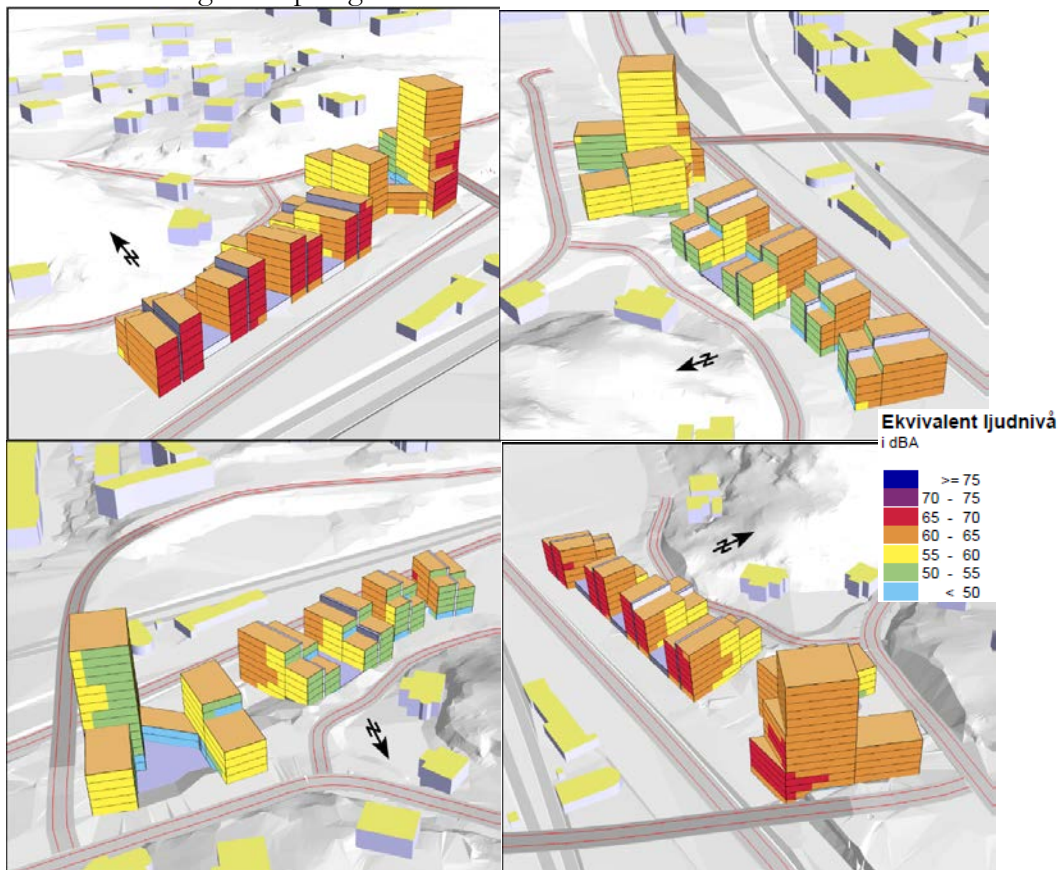 N
N
Ekvivalent ljudnivå
i dBA
>= 75
70 - 75
65 - 70
60 - 65
55 - 60
50 - 55
< 50
N
N